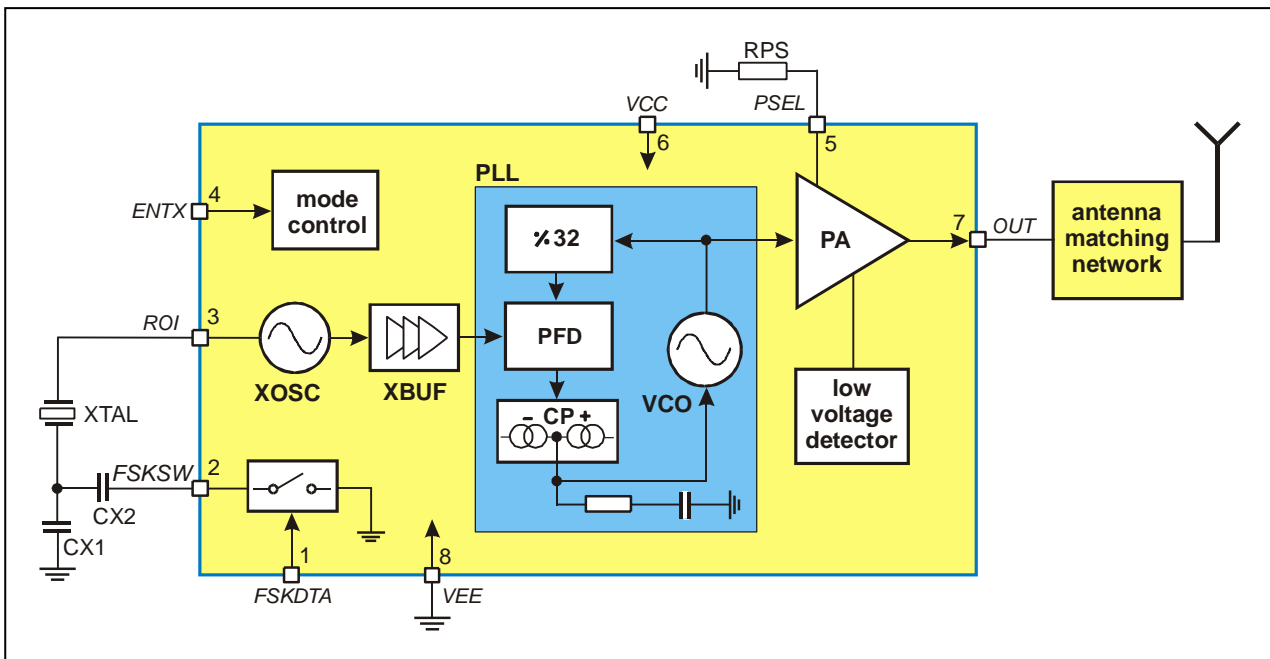 RPS
VCC
PSEL
6
5
PLL
4
ENTX
mode
control
٪ 32
PA
7
OUT
antenna
matching
network
3
ROI
PFD
XOSC
XBUF
VCO
low
voltage
detector
XTAL
- CP +
FSKSW
2
CX2
CX1
1
8
FSKDTA
VEE